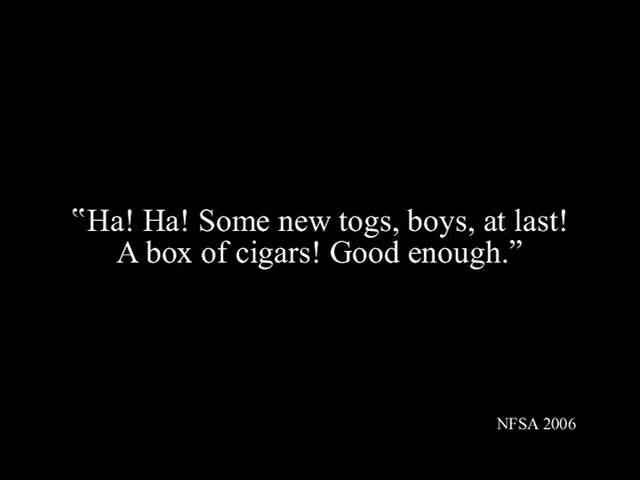 “Ha! Ha! Some new togs, boys, at last!
A box of cigars! Good enough.”
NFSA 2006